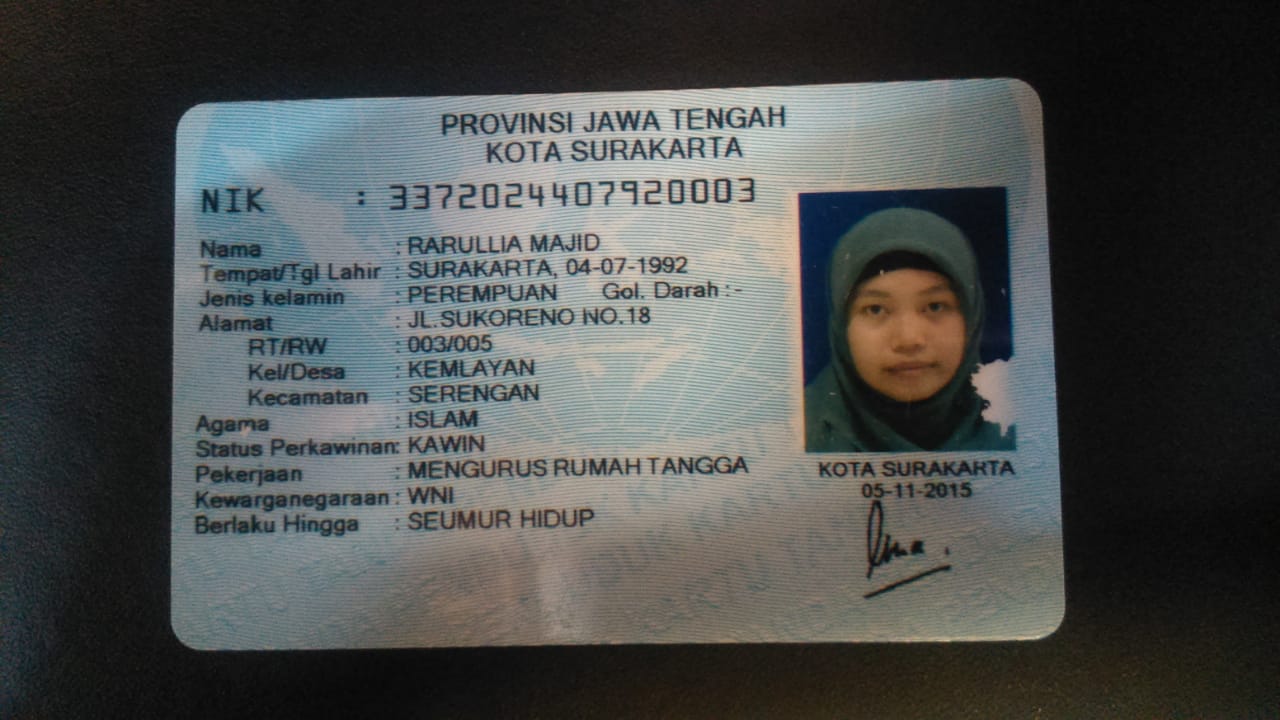 PROVINSI JAWA TENGAH
KOTA SURAKARTA
NIK : 3372024407920003
Nama : RARULLIA MAJID
Tempat/Tgl Lahir : SURAKARTA, 04-07-1992
Jenis kelamin : PEREMPUAN Gol. Darah : -
Alamat : JL.SUKORENO NO.18
RT/RW : 003/005
Kel/Desa : KEMLAYAN
Kecamatan : SERENGAN
Agama : ISLAM
Status Perkawinan: KAWIN
Pekerjaan : MENGURUS RUMAH TANGGA
Kewarganegaraan : WNI
Berlaku Hingga : SEUMUR HIDUP
KOTA SURAKARTA
05-11-2015